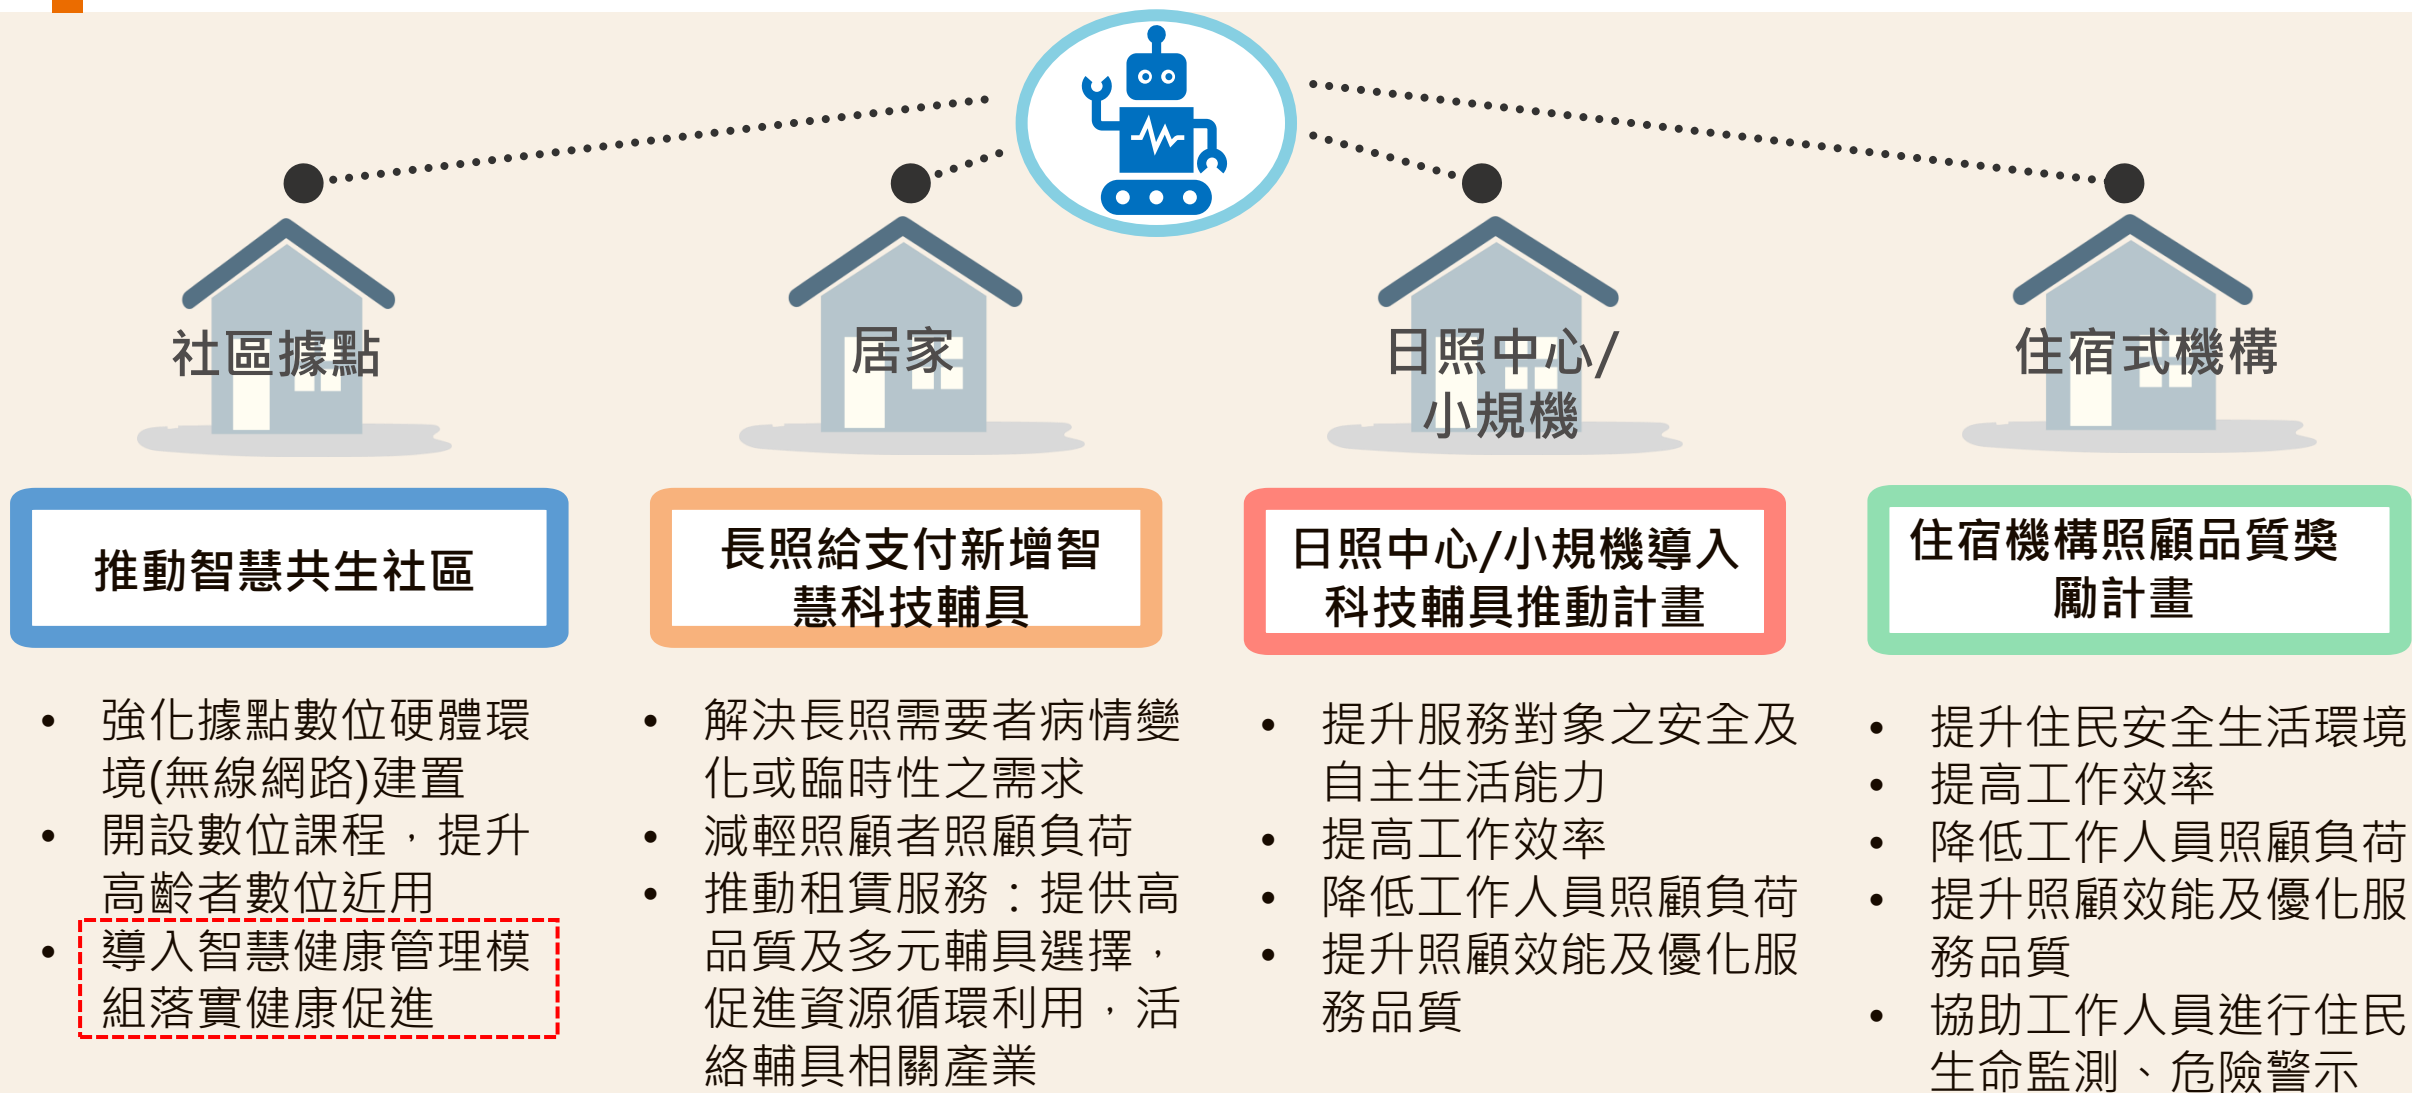 社區據點
居家
日照中心/
小規機
住宿式機構
推動智慧共生社區
長照給支付新增智
慧科技輔具
日照中心/小規機導入
科技輔具推動計畫
住宿機構照顧品質獎
勵計畫
• 強化據點數位硬體環
境(無線網路)建置
• 開設數位課程，提升
高齡者數位近用
• 導入智慧健康管理模
組落實健康促進
• 解決長照需要者病情變
化或臨時性之需求
• 減輕照顧者照顧負荷
• 推動租賃服務：提供高
品質及多元輔具選擇，
促進資源循環利用，活
絡輔具相關產業
• 提升服務對象之安全及
自主生活能力
• 提高工作效率
• 降低工作人員照顧負荷
• 提升照顧效能及優化服
務品質
• 提升住民安全生活環境
• 提高工作效率
• 降低工作人員照顧負荷
• 提升照顧效能及優化服
務品質
• 協助工作人員進行住民
生命監測、危險警示